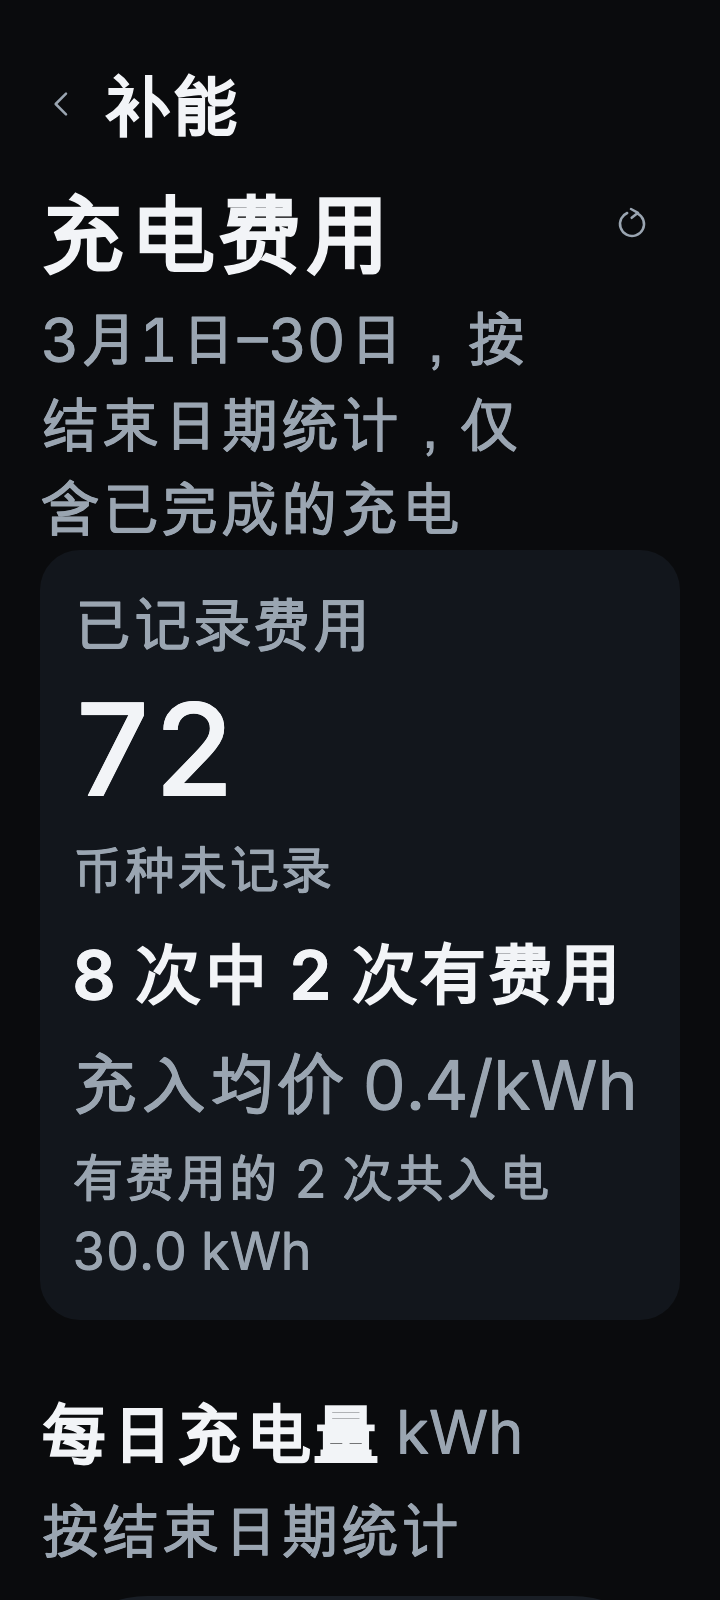 补能
充电费用
3月1日–30日，按
结束日期统计，仅
含已完成的充电
已记录费用
72
币种未记录
8 次中 2 次有费用
充入均价 0.4/kWh
有费用的 2 次共入电
30.0 kWh
每日充电量 kWh
按结束日期统计